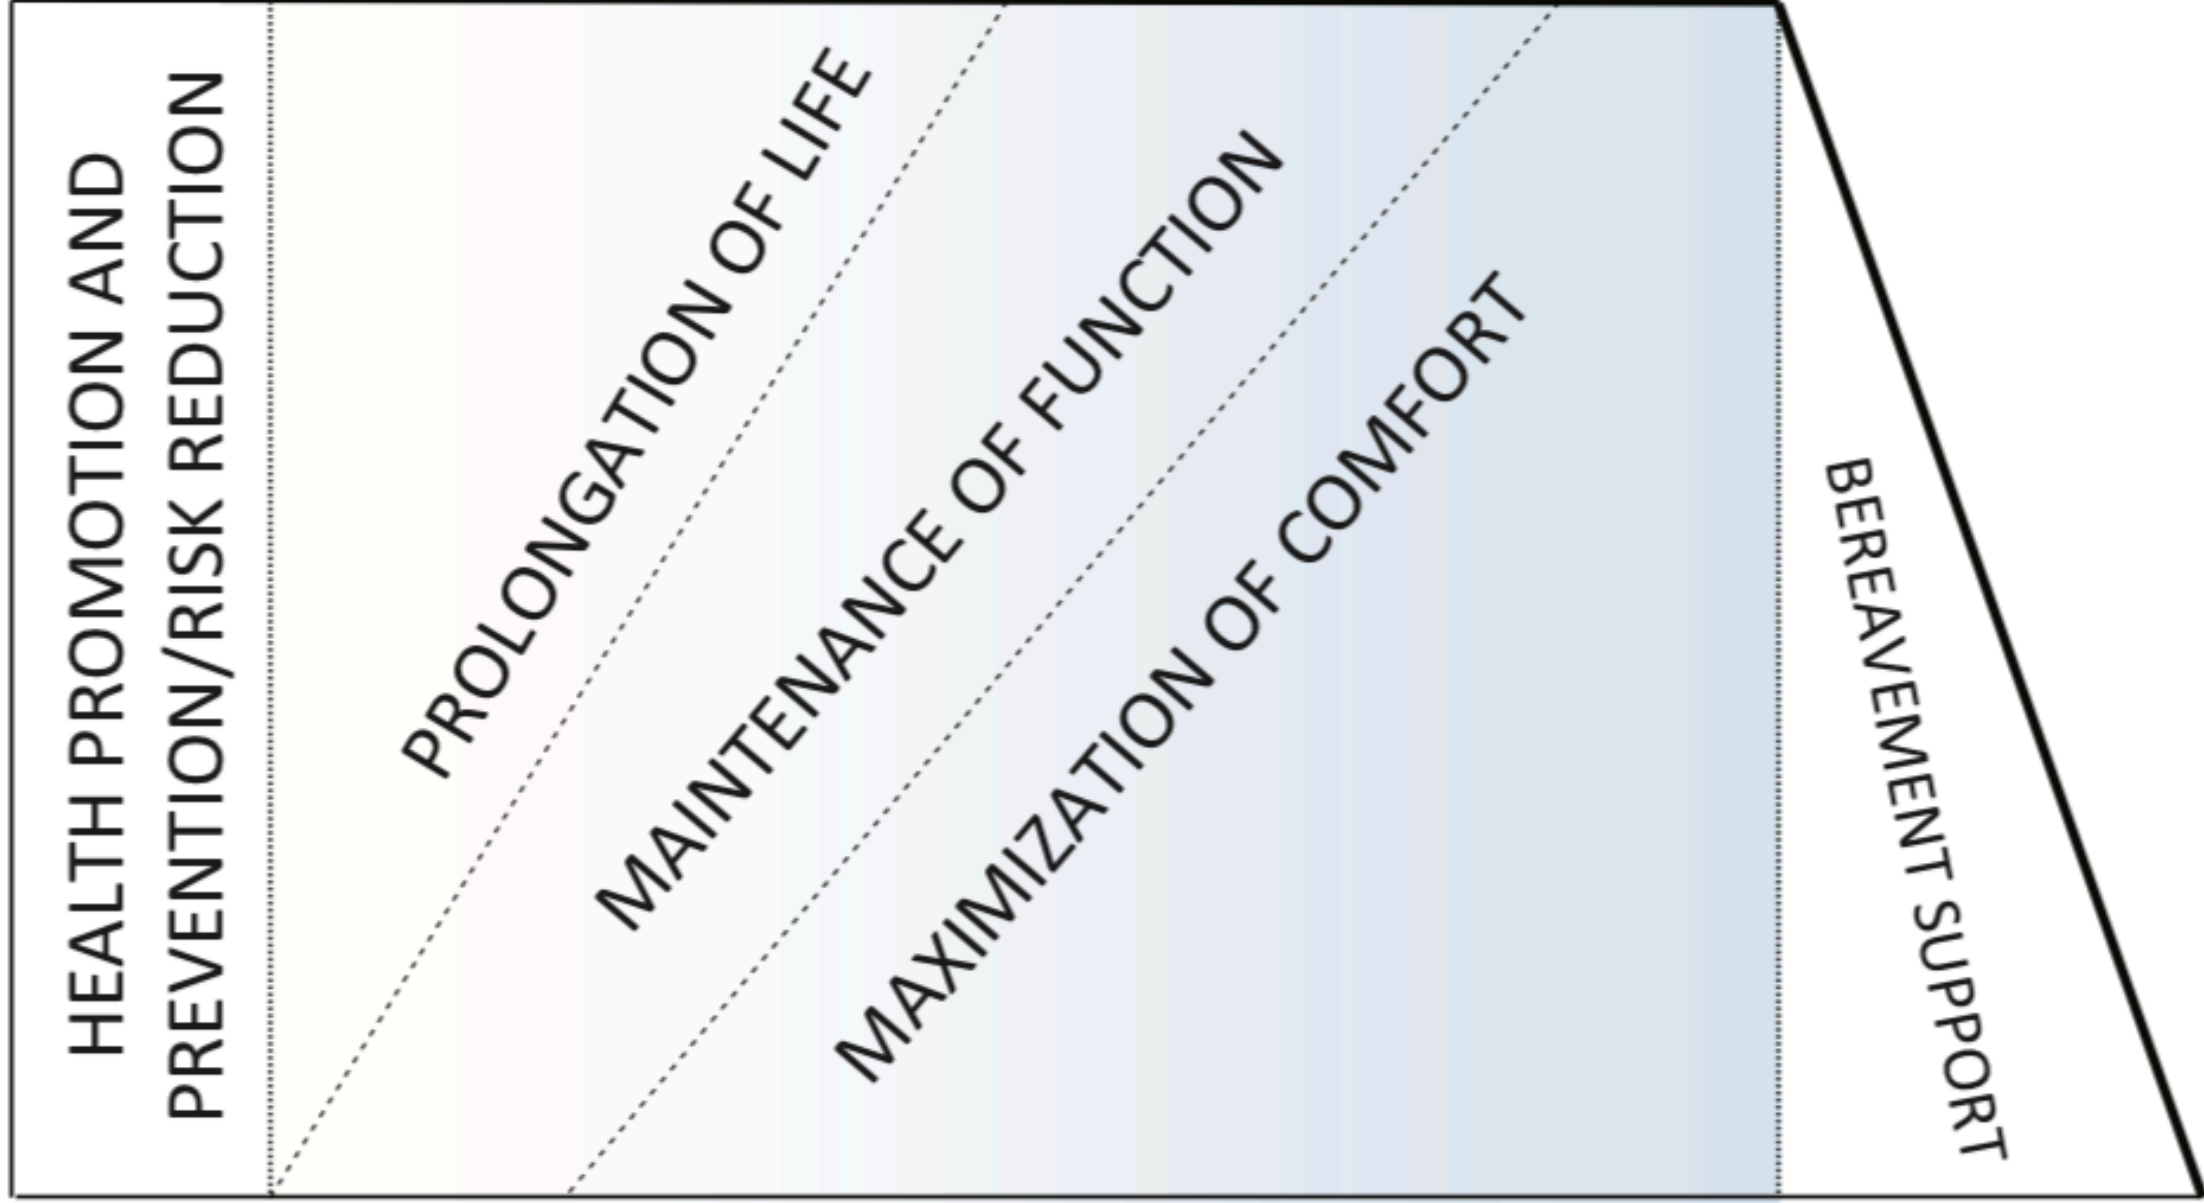 HEALTH PROMOTION AND
PREVENTION/RISK REDUCTION
PROLONGATION OF LIFE
MAINTENANCE OF FUNCTION
MAXIMIZATION OF COMFORT
BEREAVEMENT SUPPORT